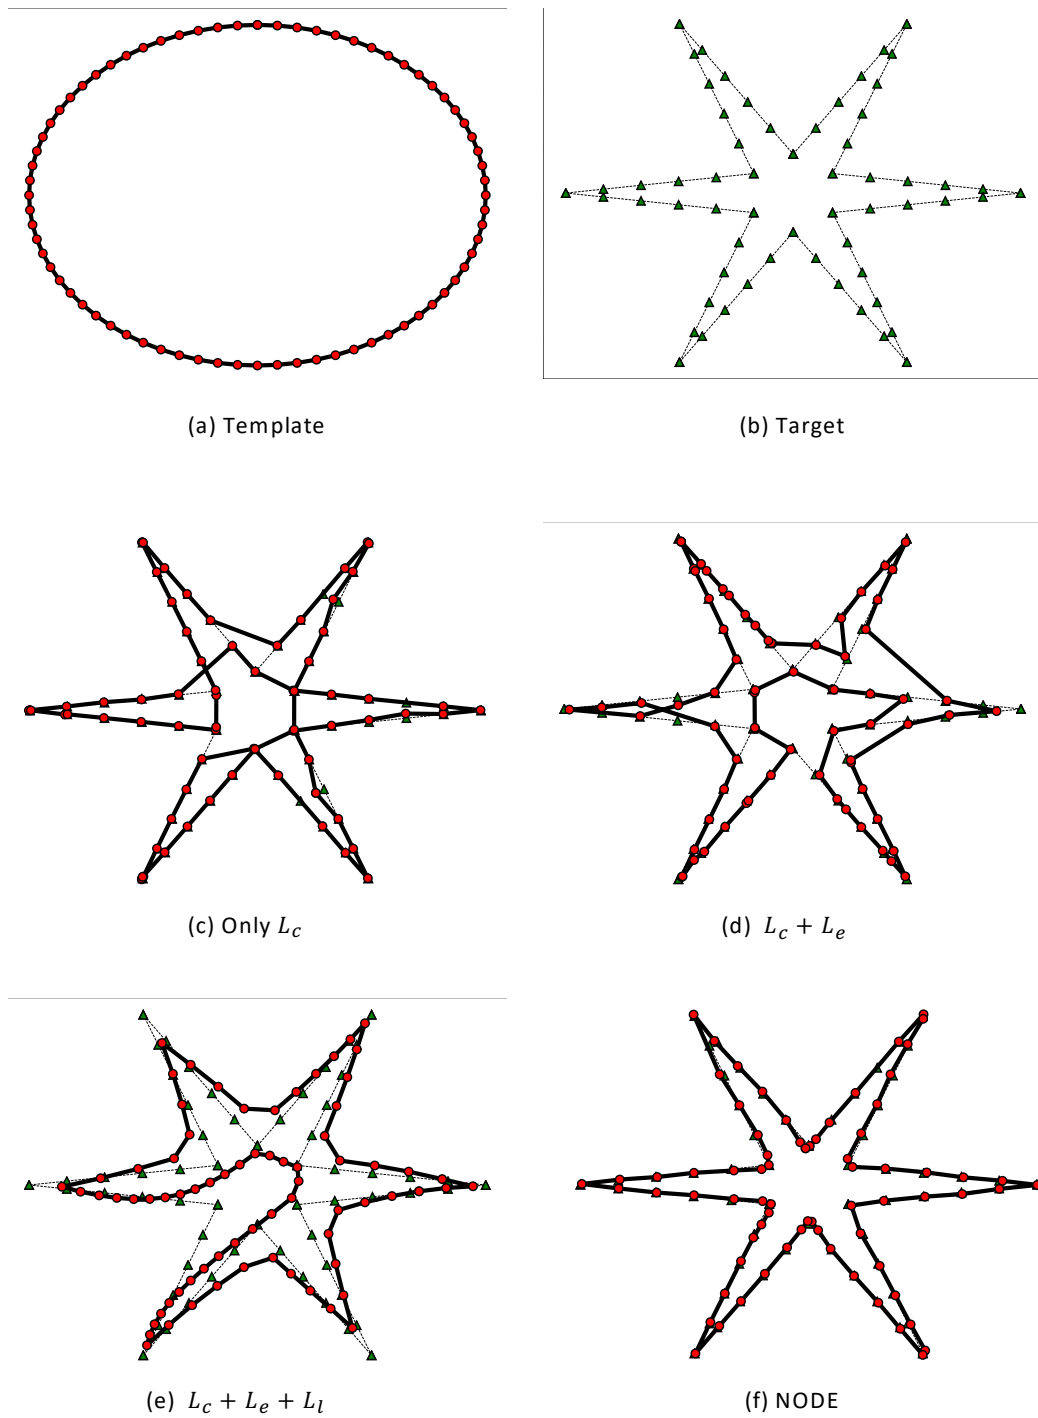 (a) Template
(b) Target
(c) Only L_c
(d) L_c + L_e
(e) L_c + L_e + L_l
(f) NODE